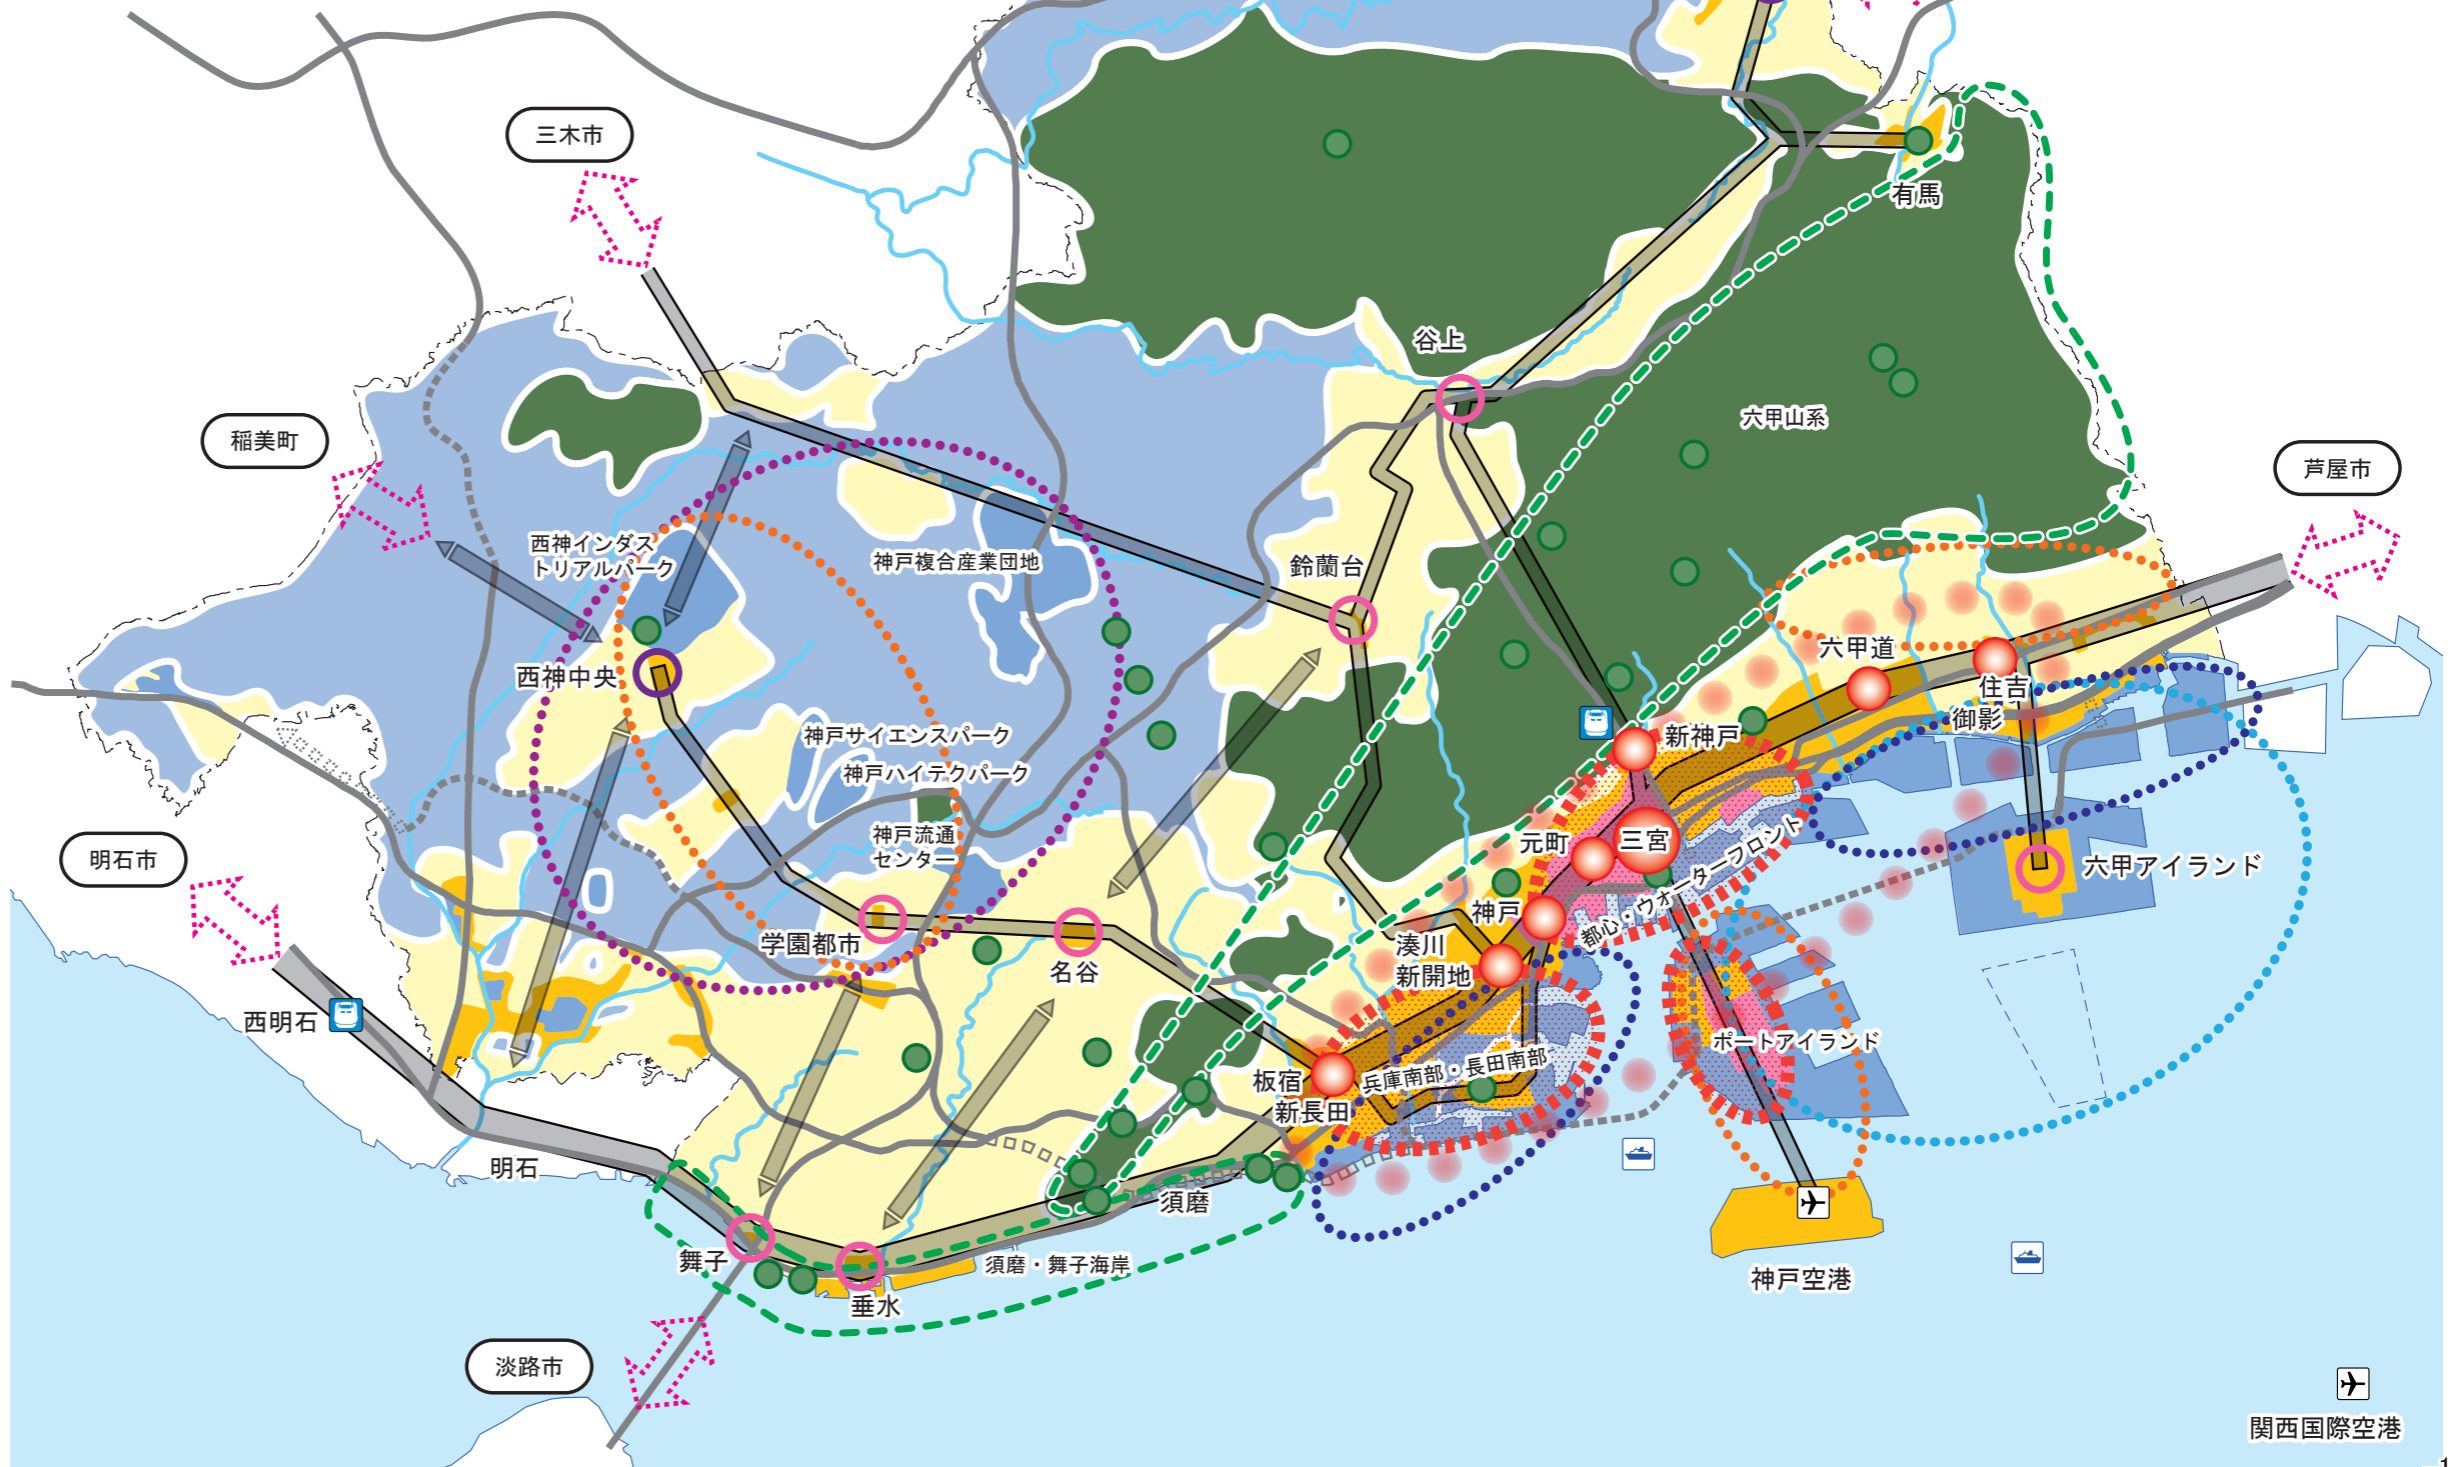 三木市
有馬
谷上
六甲山系
稲美町
芦屋市
西神インダス
トリアルパーク
神戸複合産業団地
鈴蘭台
西神中央
六甲道
住吉
御影
神戸サイエンスパーク
神戸ハイテクパーク
新神戸
神戸流通
センター
元町
三宮
明石市
六甲アイランド
都心・ウォーターフロント
神戸
学園都市
名谷
湊川
新開地
西明石
ポートアイランド
兵庫南部・長田南部
板宿
新長田
明石
須磨
舞子
須磨・舞子海岸
垂水
神戸空港
淡路市
関西国際空港